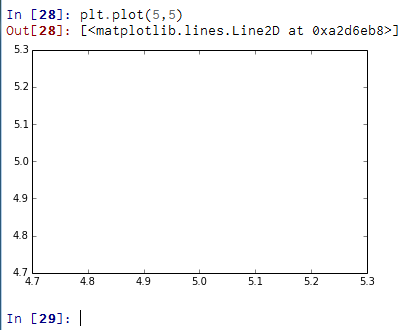 In [28]: plt.plot(5,5)
Out[28]: [<matplotlib.lines.Line2D at 0xa2d6eb8>]
5.3
5.2
5.1
5.0
4.9
4.8
4.7
4.7 4.8 4.9 5.0 5.1 5.2 5.3
In [29]: